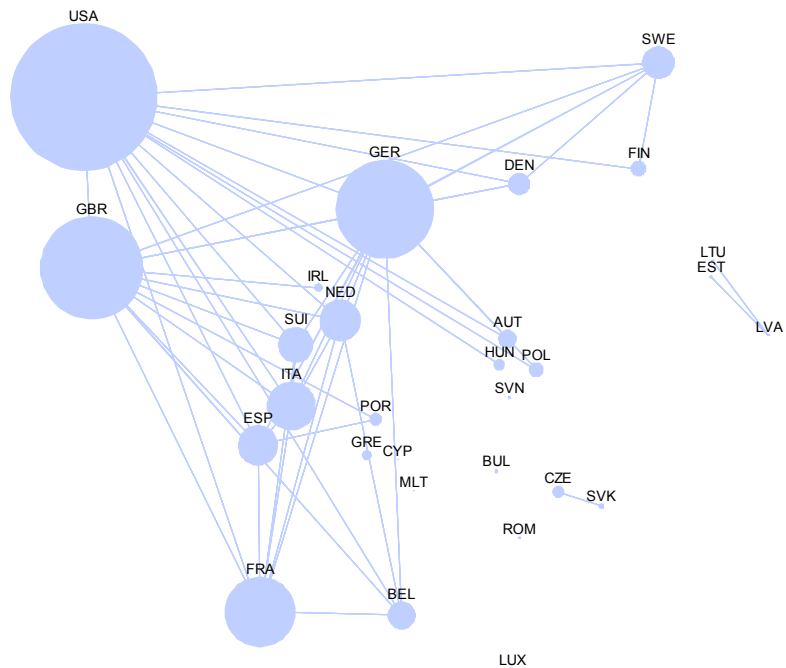 USA
SWE
GER
FIN
DEN
GBR
LTU
EST
IRL
NED
SUI
AUT
LVA
HUN
POL
ITA
SVN
POR
ESP
GRE
CYP
BUL
MLT
CZE
SVK
ROM
FRA
BEL
LUX